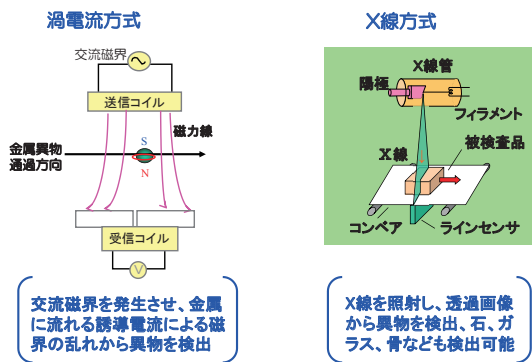 渦電流方式
交流磁界
送信コイル
磁力線
金属異物
通過方向
S
N
受信コイル
V
交流磁界を発生させ、金属
に流れる誘導電流による磁
界の乱れから異物を検出
X線方式
X線管
陽極
フィラメント
X線
被検査品
コンベア
ラインセンサ
X線を照射し、透過画像
から異物を検出、石、ガ
ラス、骨なども検出可能